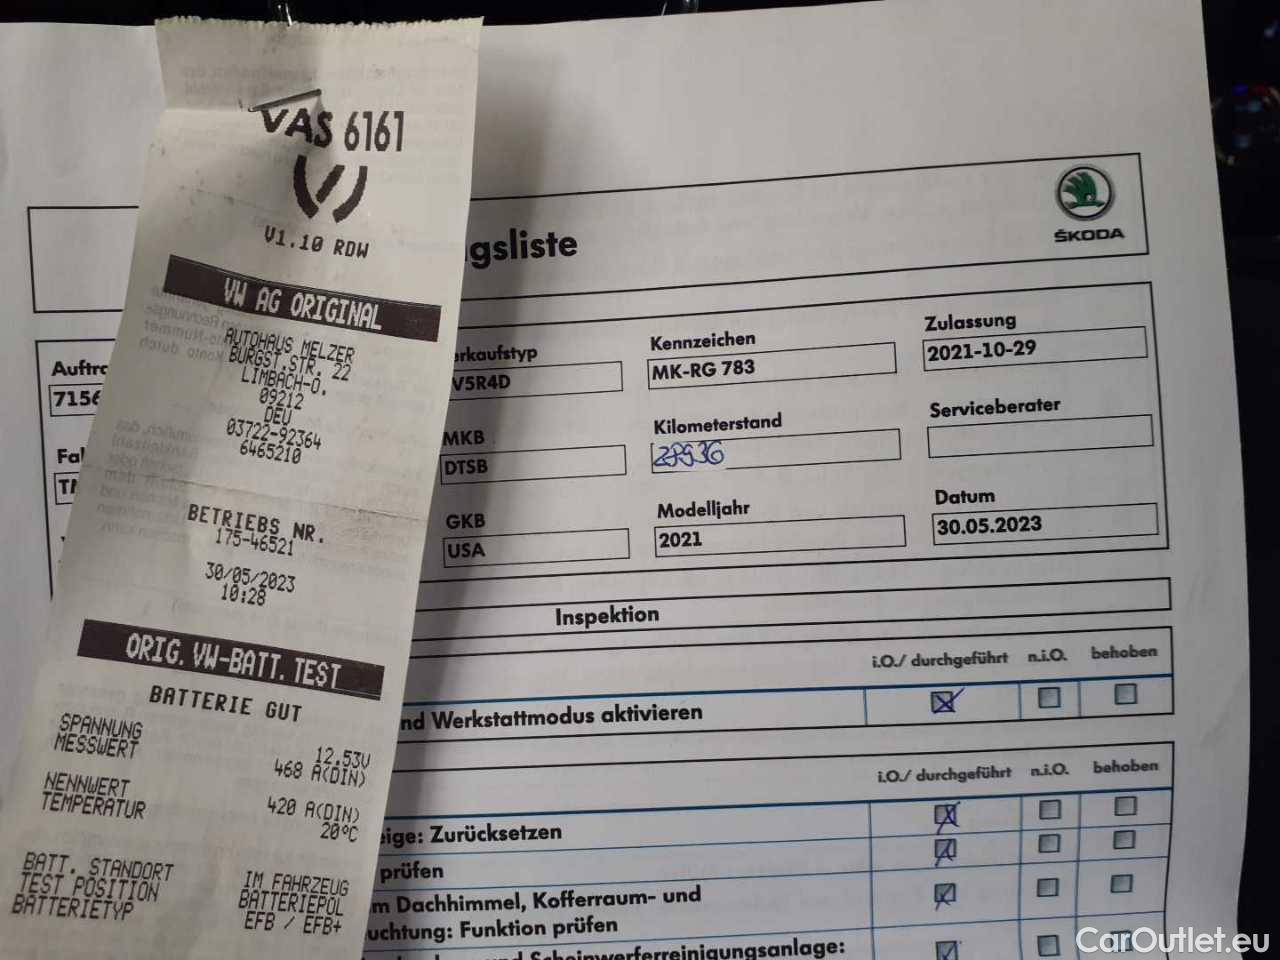 VAS 6161
V1.10 RDW
VW AG ORIGINAL
AUTOHAUS MELZER
BURGST.STR. 22
LIMBACH-O.
09212
DEU
03722-92364
6465210
BETRIEBS NR.
175-46521
30/05/2023
10:28
ORIG.VW-BATT.TEST
BATTERIE GUT
SPANNUNG 12.53V
MESSWERT 468 A(DIN)
NENNWERT 420 A(DIN)
TEMPERATUR 20°C
BATT. STANDORT IM FAHRZEUG
TEST POSITION BATTERIEPOL
BATTERIETYP EFB / EFB+
gsliste
ŠKODA
Auftr
7156
erkaufstyp
V5R4D
Kennzeichen
MK-RG 783
Zulassung
2021-10-29
Fa
MKB
DTSB
Kilometerstand
Serviceberater
GKB
USA
Modelljahr
2021
Datum
30.05.2023
Inspektion
i.O./ durchgeführt n.i.O. behoben
nd Werkstattmodus aktivieren
i.O./ durchgeführt n.i.O. behoben
eige: Zurücksetzen
prüfen
m Dachhimmel, Kofferraum- und
uchtung: Funktion prüfen
und Scheinwerferreinigungsanlage:
CarOutlet.eu